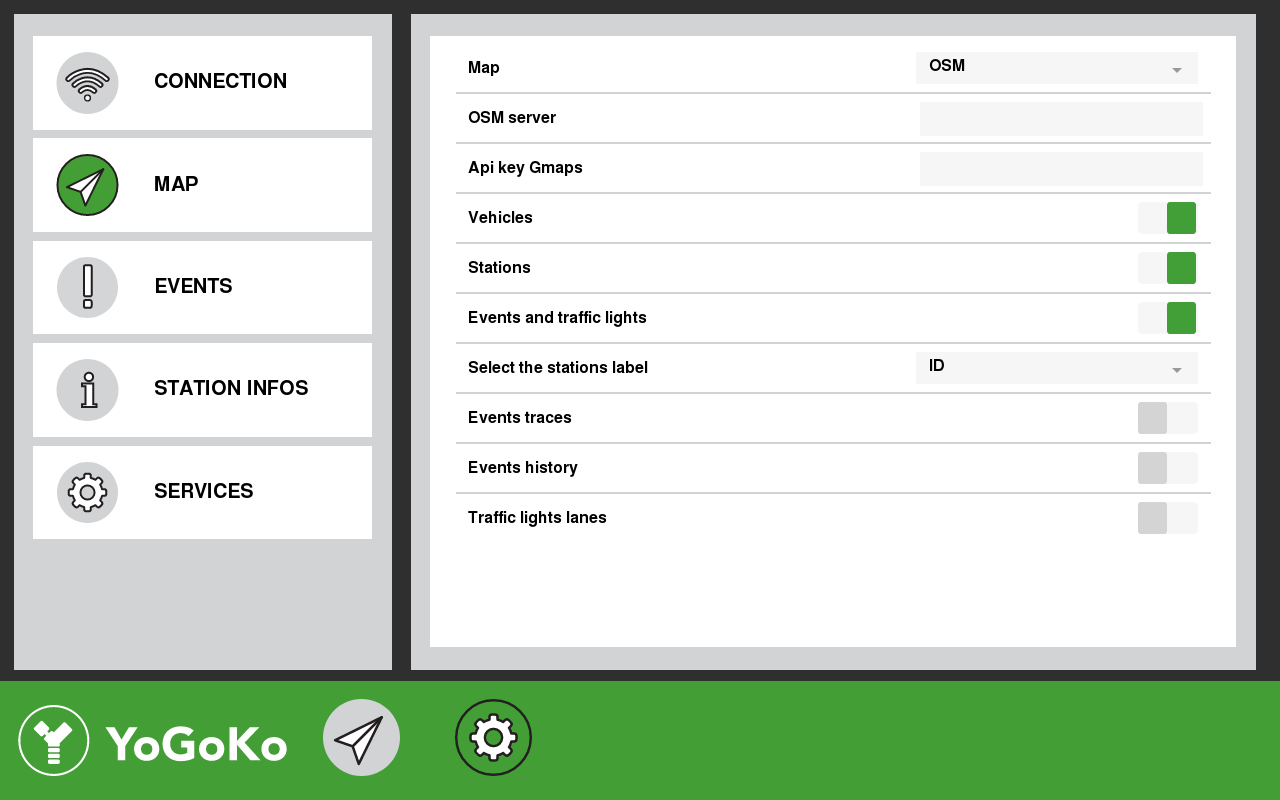 CONNECTION
MAP
EVENTS
STATION INFOS
SERVICES
Map OSM
OSM server
Api key Gmaps
Vehicles
Stations
Events and traffic lights
Select the stations label ID
Events traces
Events history
Traffic lights lanes
YoGoKo